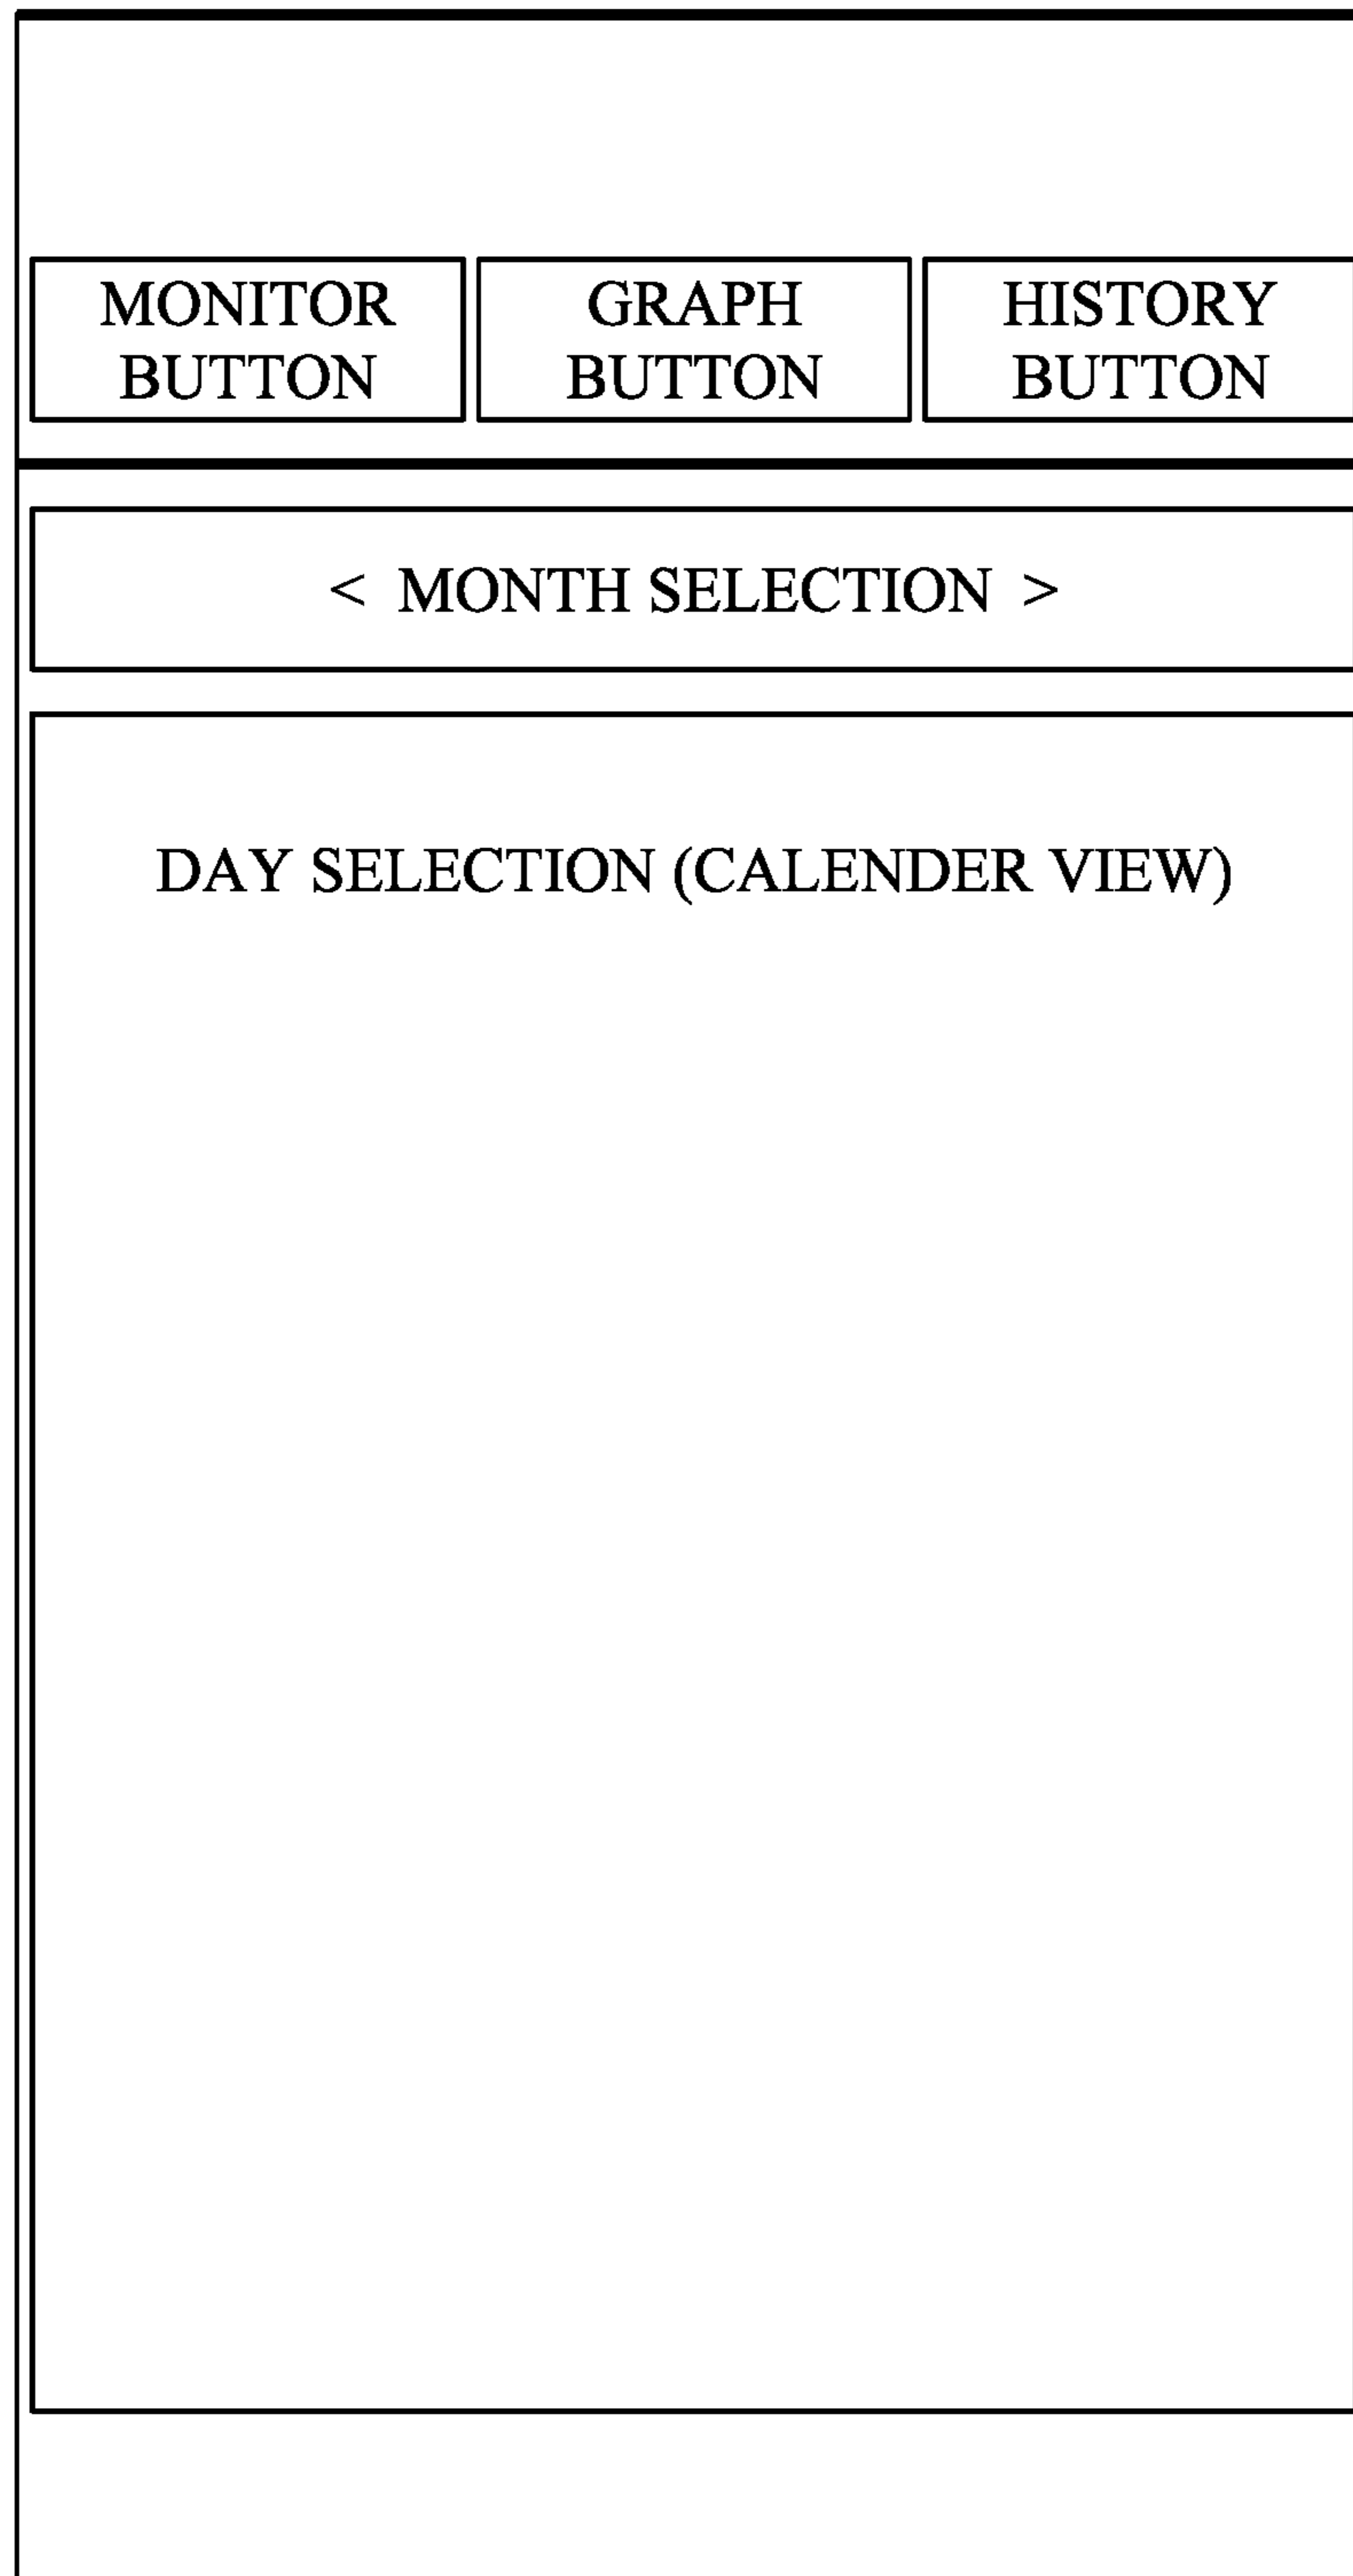 MONITOR
BUTTON
GRAPH
BUTTON
HISTORY
BUTTON
< MONTH SELECTION >
DAY SELECTION (CALENDER VIEW)